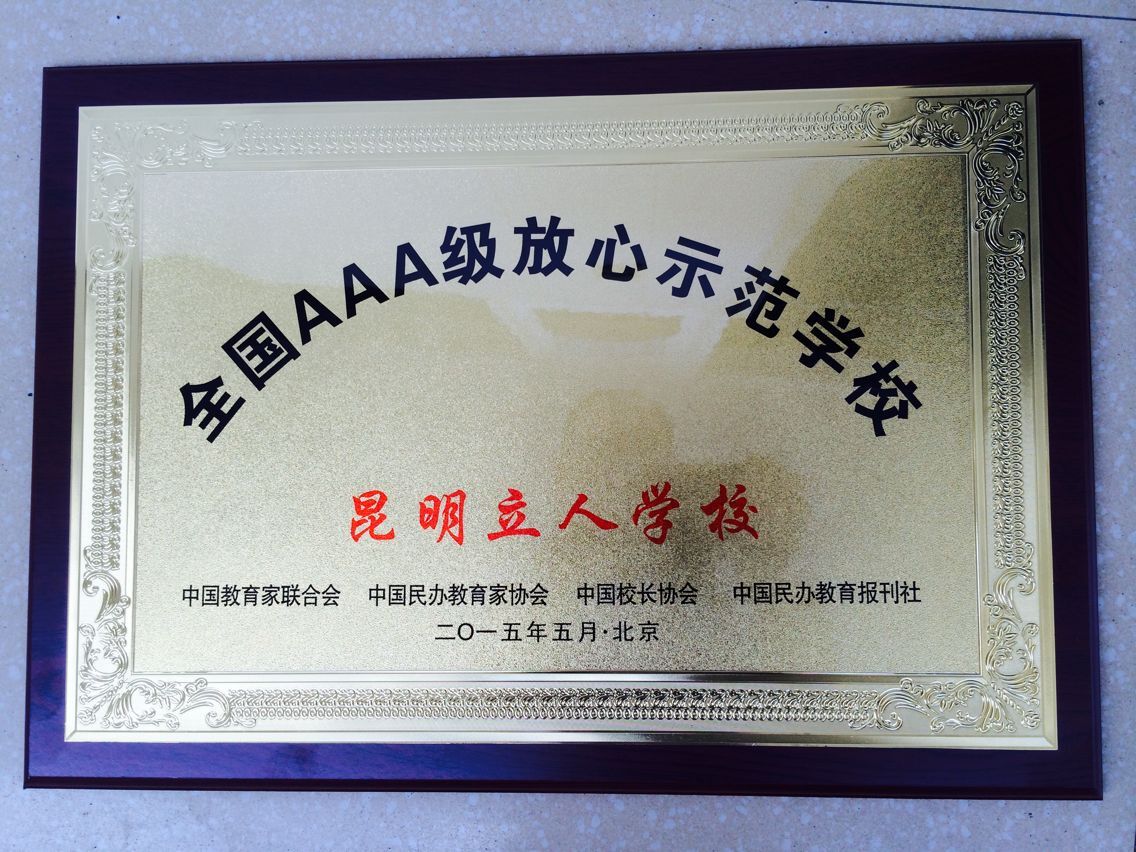 全国AAA级放心示范学校
昆明立人学校
中国教育家联合会 中国民办教育家协会 中国校长协会 中国民办教育报刊社
二〇一五年五月·北京